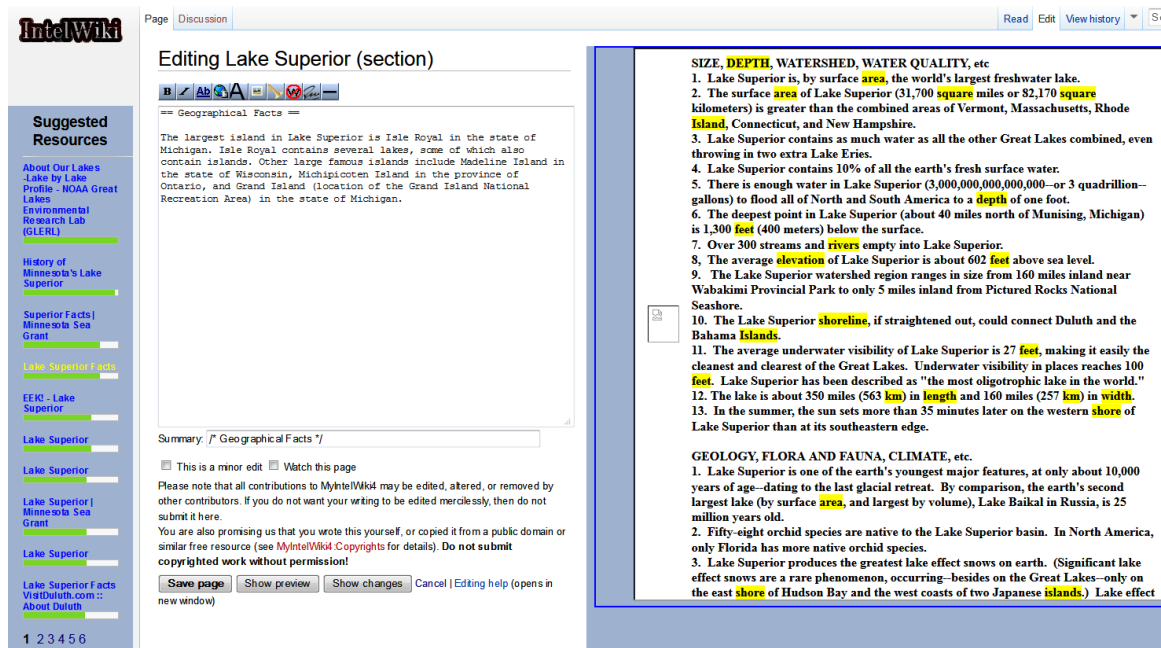 IntelWiki
Page Discussion
Read Edit View history
Suggested
Resources
About Our Lakes
-Lake by Lake
Profile - NOAA Great
Lakes
Environmental
Research Lab
(GLERL)
History of
Minnesota's Lake
Superior
Superior Facts |
Minnesota Sea
Grant
Lake Superior Facts
EEK! - Lake
Superior
Lake Superior
Lake Superior
Lake Superior |
Minnesota Sea
Grant
Lake Superior
Lake Superior Facts
VisitDuluth.com ::
About Duluth
1 2 3 4 5 6
Editing Lake Superior (section)
== Geographical Facts ==
The largest island in Lake Superior is Isle Royal in the state of
Michigan. Isle Royal contains several lakes, some of which also
contain islands. Other large famous islands include Madeline Island in
the state of Wisconsin, Michipicoten Island in the province of
Ontario, and Grand Island (location of the Grand Island National
Recreation Area) in the state of Michigan.
Summary: /* Geographical Facts */
This is a minor edit Watch this page
Please note that all contributions to MyIntelWiki4 may be edited, altered, or removed by
other contributors. If you do not want your writing to be edited mercilessly, then do not
submit it here.
You are also promising us that you wrote this yourself, or copied it from a public domain or
similar free resource (see MyIntelWiki4:Copyrights for details). Do not submit
copyrighted work without permission!
Save page Show preview Show changes Cancel | Editing help (opens in
new window)
SIZE, DEPTH, WATERSHED, WATER QUALITY, etc
1. Lake Superior is, by surface area, the world's largest freshwater lake.
2. The surface area of Lake Superior (31,700 square miles or 82,170 square
kilometers) is greater than the combined areas of Vermont, Massachusetts, Rhode
Island, Connecticut, and New Hampshire.
3. Lake Superior contains as much water as all the other Great Lakes combined, even
throwing in two extra Lake Eries.
4. Lake Superior contains 10% of all the earth's fresh surface water.
5. There is enough water in Lake Superior (3,000,000,000,000,000--or 3 quadrillion--
gallons) to flood all of North and South America to a depth of one foot.
6. The deepest point in Lake Superior (about 40 miles north of Munising, Michigan)
is 1,300 feet (400 meters) below the surface.
7. Over 300 streams and rivers empty into Lake Superior.
8, The average elevation of Lake Superior is about 602 feet above sea level.
9. The Lake Superior watershed region ranges in size from 160 miles inland near
Wabakimi Provincial Park to only 5 miles inland from Pictured Rocks National
Seashore.
10. The Lake Superior shoreline, if straightened out, could connect Duluth and the
Bahama Islands.
11. The average underwater visibility of Lake Superior is 27 feet, making it easily the
cleanest and clearest of the Great Lakes. Underwater visibility in places reaches 100
feet. Lake Superior has been described as "the most oligotrophic lake in the world."
12. The lake is about 350 miles (563 km) in length and 160 miles (257 km) in width.
13. In the summer, the sun sets more than 35 minutes later on the western shore of
Lake Superior than at its southeastern edge.
GEOLOGY, FLORA AND FAUNA, CLIMATE, etc.
1. Lake Superior is one of the earth's youngest major features, at only about 10,000
years of age--dating to the last glacial retreat. By comparison, the earth's second
largest lake (by surface area, and largest by volume), Lake Baikal in Russia, is 25
million years old.
2. Fifty-eight orchid species are native to the Lake Superior basin. In North America,
only Florida has more native orchid species.
3. Lake Superior produces the greatest lake effect snows on earth. (Significant lake
effect snows are a rare phenomenon, occurring--besides on the Great Lakes--only on
the east shore of Hudson Bay and the west coasts of two Japanese islands.) Lake effect